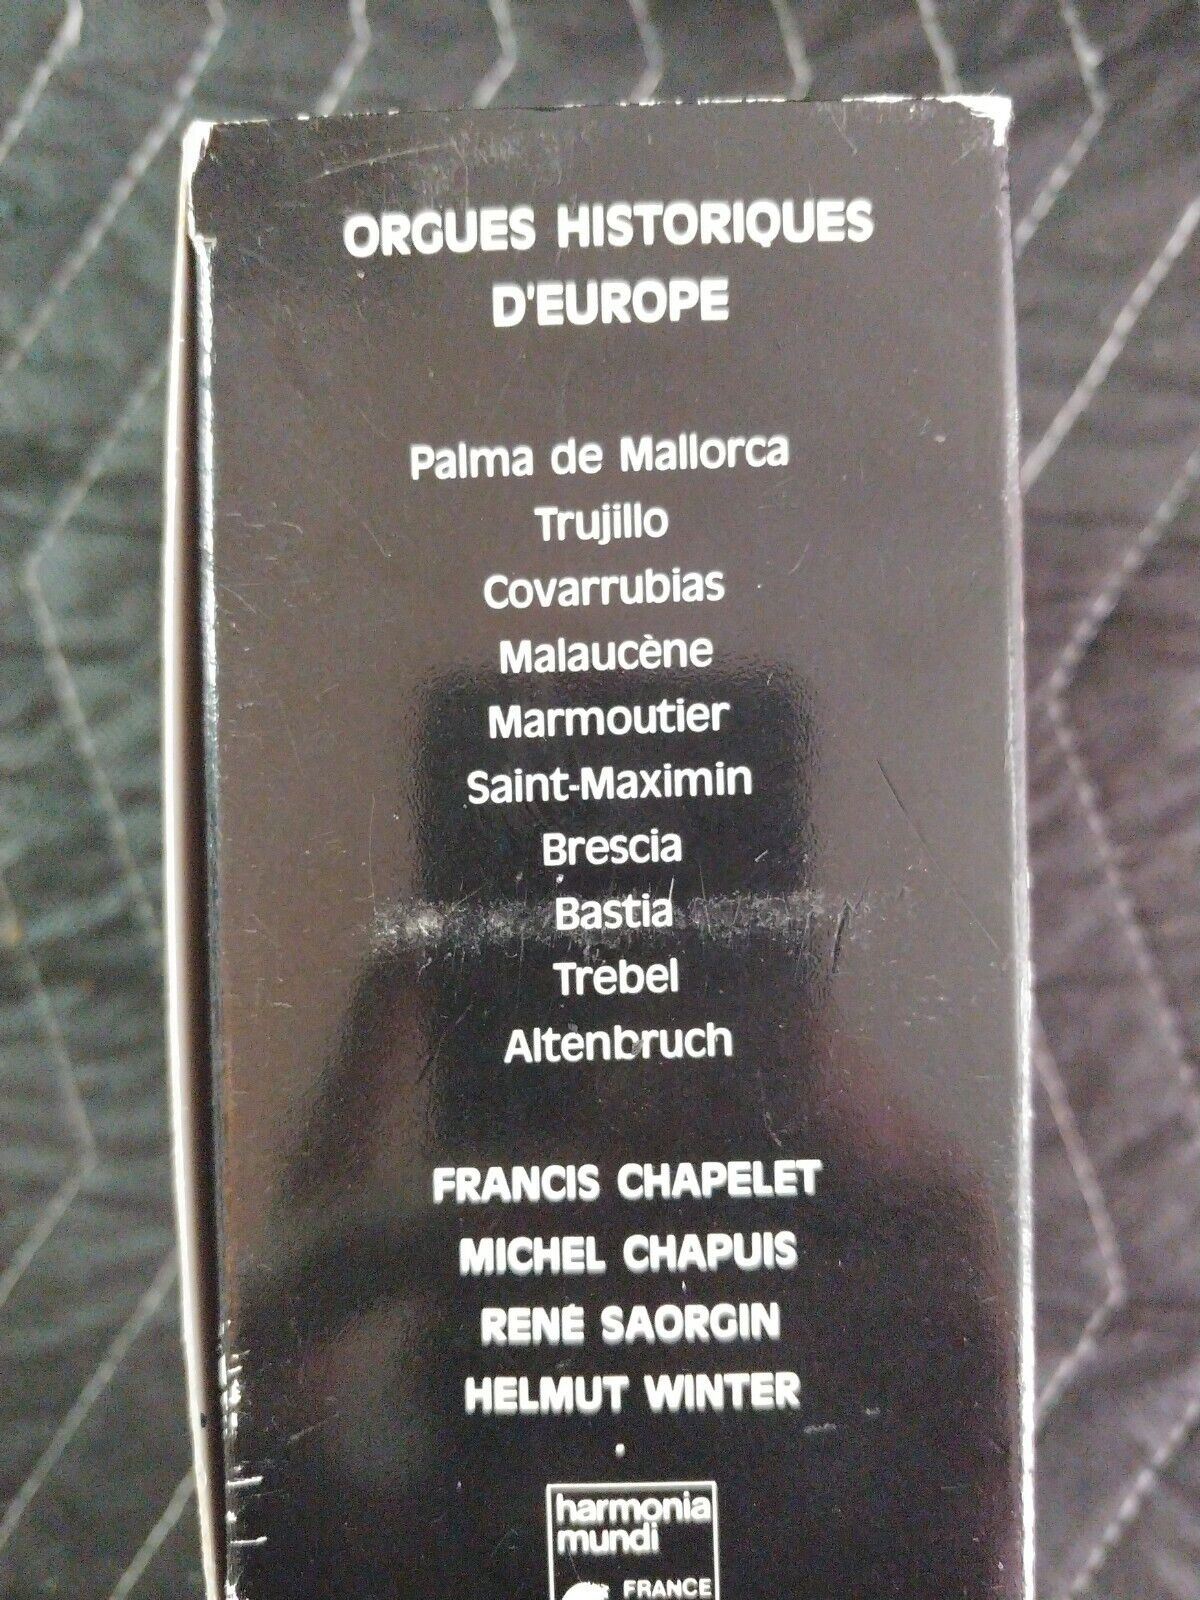 ORGUES HISTORIQUES
D'EUROPE
Palma de Mallorca
Trujillo
Covarrubias
Malaucène
Marmoutier
Saint-Maximin
Brescia
Bastia
Trebel
Altenbruch
FRANCIS CHAPELET
MICHEL CHAPUIS
RENÉ SAORGIN
HELMUT WINTER
harmonia
mundi
FRANCE